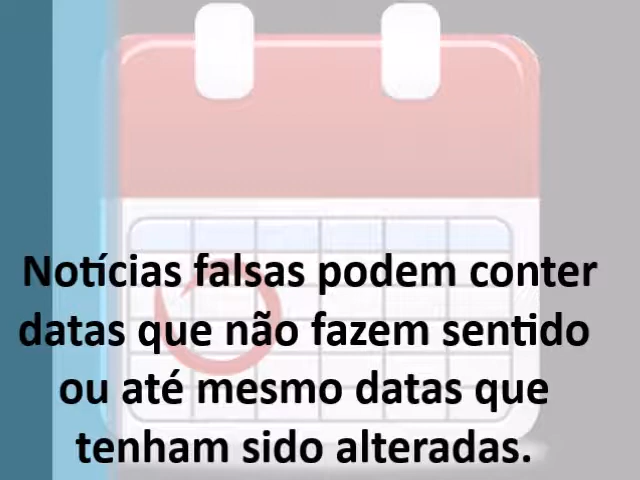 Notícias falsas podem conter
datas que não fazem sentido
ou até mesmo datas que
tenham sido alteradas.